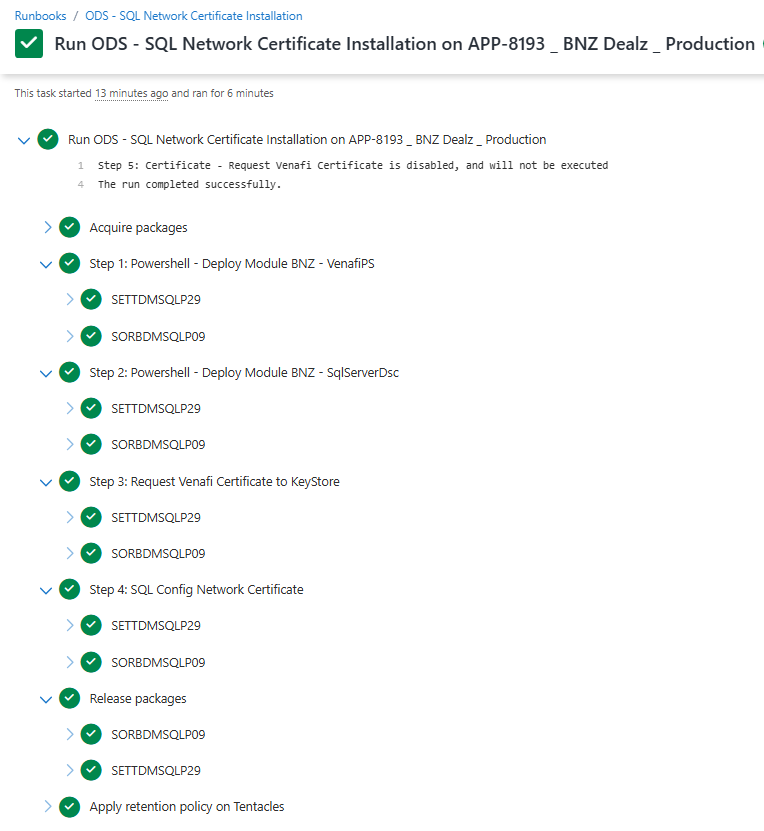 Runbooks / ODS - SQL Network Certificate Installation
Run ODS - SQL Network Certificate Installation on APP-8193 _ BNZ Dealz _ Production
This task started 13 minutes ago and ran for 6 minutes
Run ODS - SQL Network Certificate Installation on APP-8193 _ BNZ Dealz _ Production
1 Step 5: Certificate - Request Venafi Certificate is disabled, and will not be executed
4 The run completed successfully.
Acquire packages
Step 1: Powershell - Deploy Module BNZ - VenafiPS
SETTDMSQLP29
SORBDMSQLP09
Step 2: Powershell - Deploy Module BNZ - SqlServerDsc
SETTDMSQLP29
SORBDMSQLP09
Step 3: Request Venafi Certificate to KeyStore
SETTDMSQLP29
SORBDMSQLP09
Step 4: SQL Config Network Certificate
SETTDMSQLP29
SORBDMSQLP09
Release packages
SORBDMSQLP09
SETTDMSQLP29
Apply retention policy on Tentacles